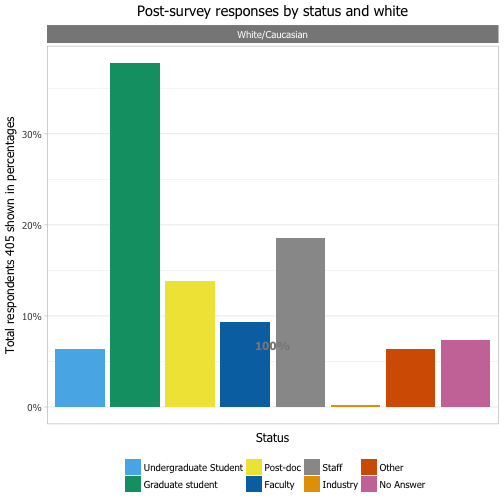 Post-survey responses by status and white
White/Caucasian
Total respondents 405 shown in percentages
30%
20%
10%
0%
100%
Status
Undergraduate Student Post-doc Staff Other
Graduate student Faculty Industry No Answer